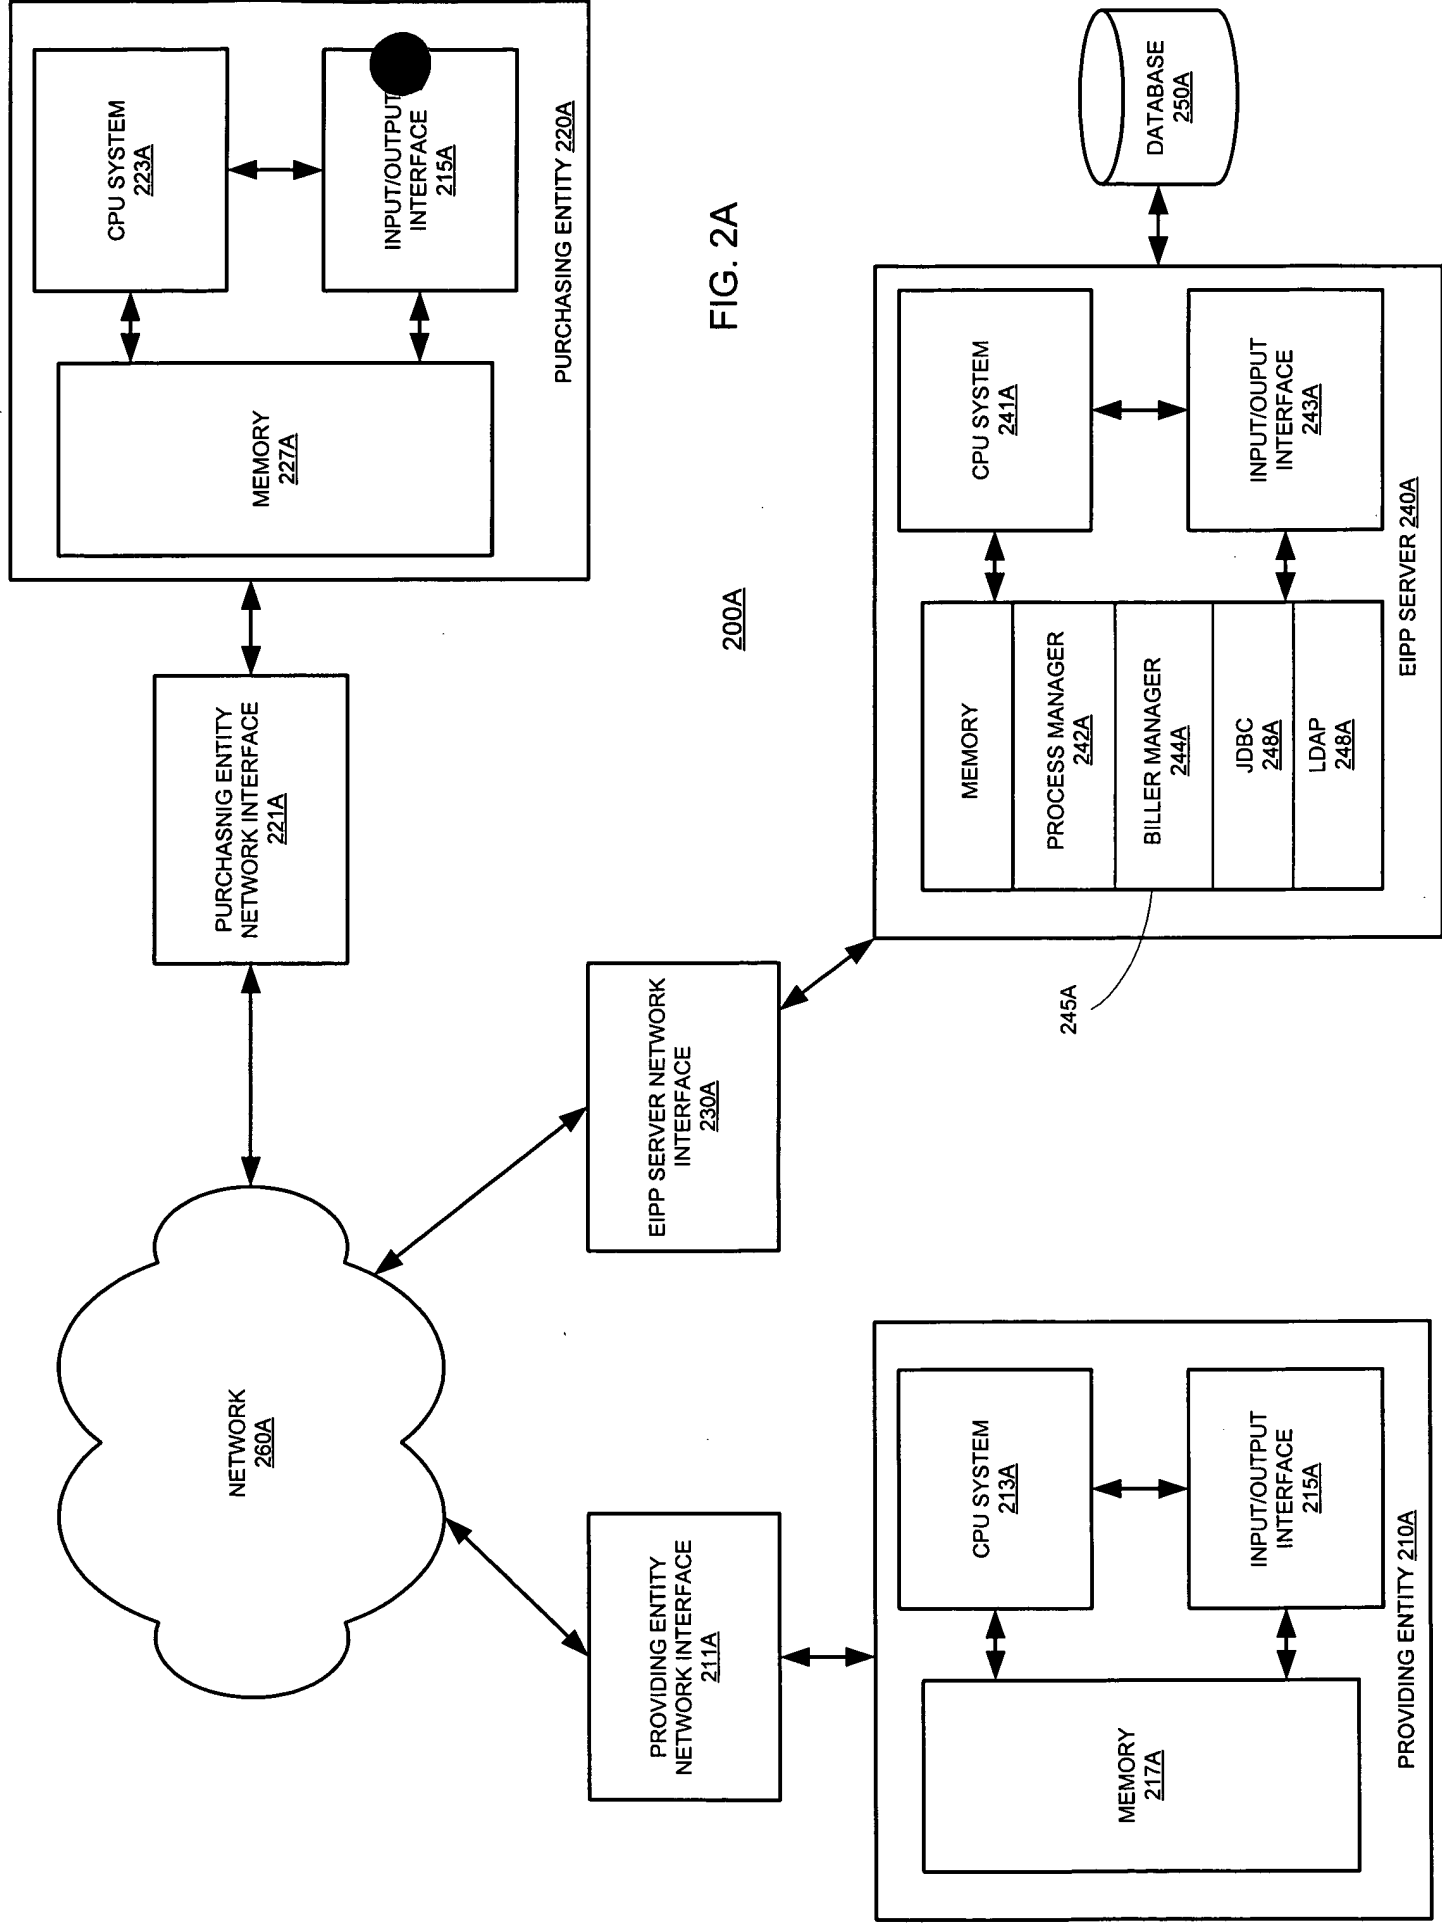 NETWORK
260A
PURCHASNIG ENTITY
NETWORK INTERFACE
221A
MEMORY
227A
CPU SYSTEM
223A
INPUT/OUTPUT
INTERFACE
215A
PURCHASING ENTITY 220A
PROVIDING ENTITY
NETWORK INTERFACE
211A
EIPP SERVER NETWORK
INTERFACE
230A
200A
FIG. 2A
MEMORY
217A
CPU SYSTEM
213A
INPUT/OUTPUT
INTERFACE
215A
PROVIDING ENTITY 210A
245A
MEMORY
PROCESS MANAGER
242A
BILLER MANAGER
244A
JDBC
248A
LDAP
248A
CPU SYSTEM
241A
INPUT/OUPUT
INTERFACE
243A
EIPP SERVER 240A
DATABASE
250A